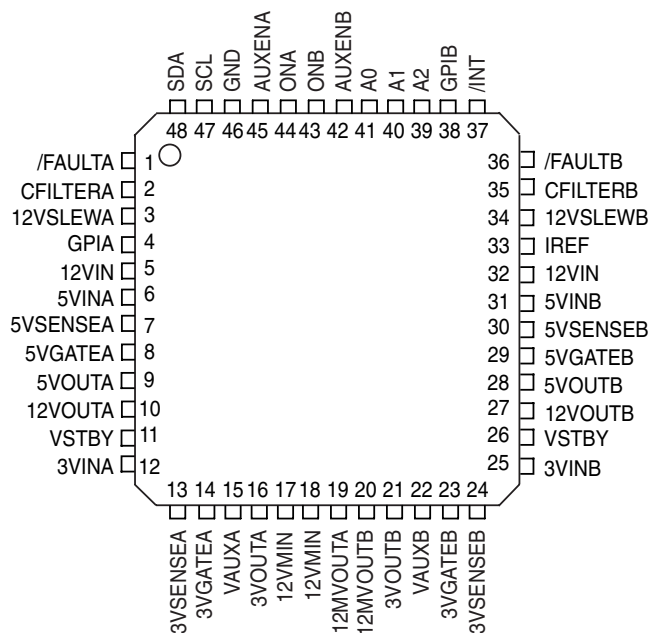 SDA
SCL
GND
AUXENA
ONA
ONB
AUXENB
A0
A1
A2
GPIB
/INT
48 47 46 45 44 43 42 41 40 39 38 37
/FAULTA 1 36 /FAULTB
CFILTERA 2 35 CFILTERB
12VSLEWA 3 34 12VSLEWB
GPIA 4 33 IREF
12VIN 5 32 12VIN
5VINA 6 31 5VINB
5VSENSEA 7 30 5VSENSEB
5VGATEA 8 29 5VGATEB
5VOUTA 9 28 5VOUTB
12VOUTA 10 27 12VOUTB
VSTBY 11 26 VSTBY
3VINA 12 25 3VINB
13 14 15 16 17 18 19 20 21 22 23 24
3VSENSEA
3VGATEA
VAUXA
3VOUTA
12VMIN
12VMIN
12MVOUTA
12MVOUTB
3VOUTB
VAUXB
3VGATEB
3VSENSEB